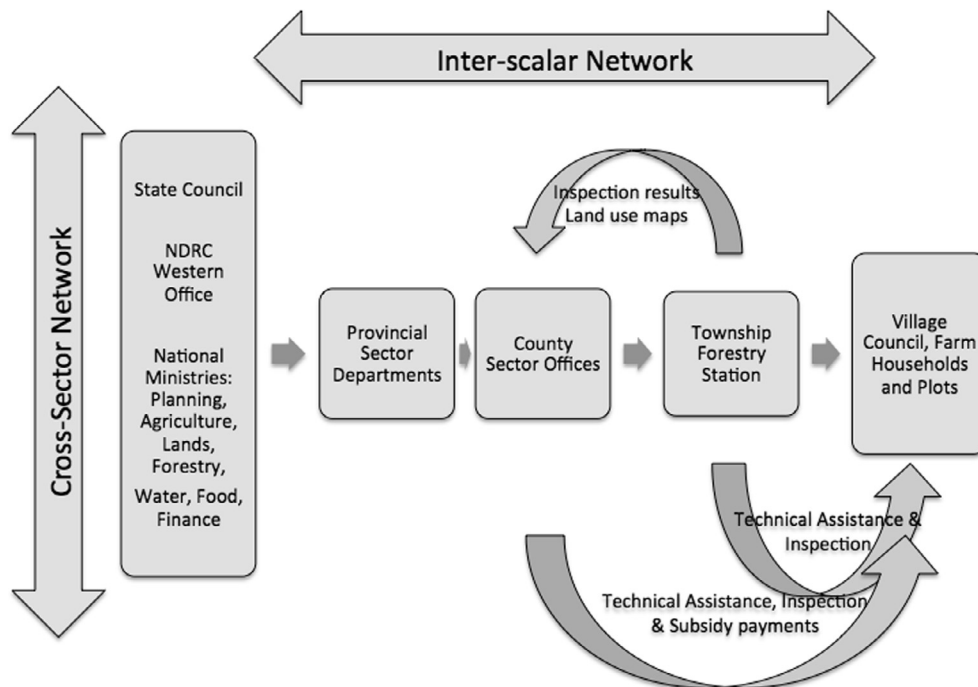 Inter-scalar Network
Cross-Sector Network
State Council
NDRC
Western
Office
National
Ministries:
Planning,
Agriculture,
Lands,
Forestry,
Water, Food,
Finance
Provincial
Sector
Departments
County
Sector Offices
Inspection results
Land use maps
Township
Forestry
Station
Village
Council, Farm
Households
and Plots
Technical Assistance &
Inspection
Technical Assistance, Inspection
& Subsidy payments